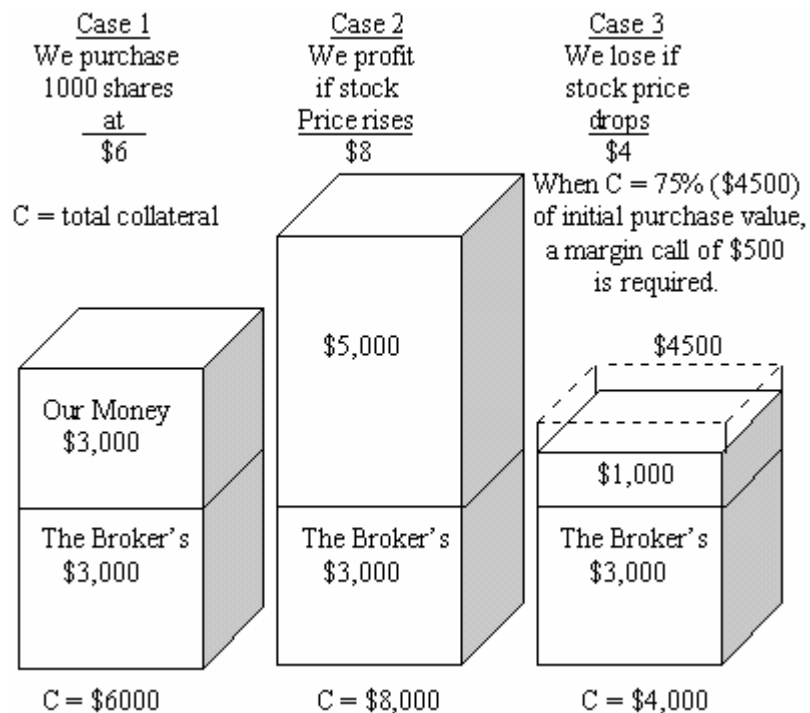 Case 1
We purchase
1000 shares
at
$6
C = total collateral
Our Money
$3,000
The Broker's
$3,000
C = $6000
Case 2
We profit
if stock
Price rises
$8
$5,000
The Broker's
$3,000
C = $8,000
Case 3
We lose if
stock price
drops
$4
When C = 75% ($4500)
of initial purchase value,
a margin call of $500
is required.
$4500
$1,000
The Broker's
$3,000
C = $4,000